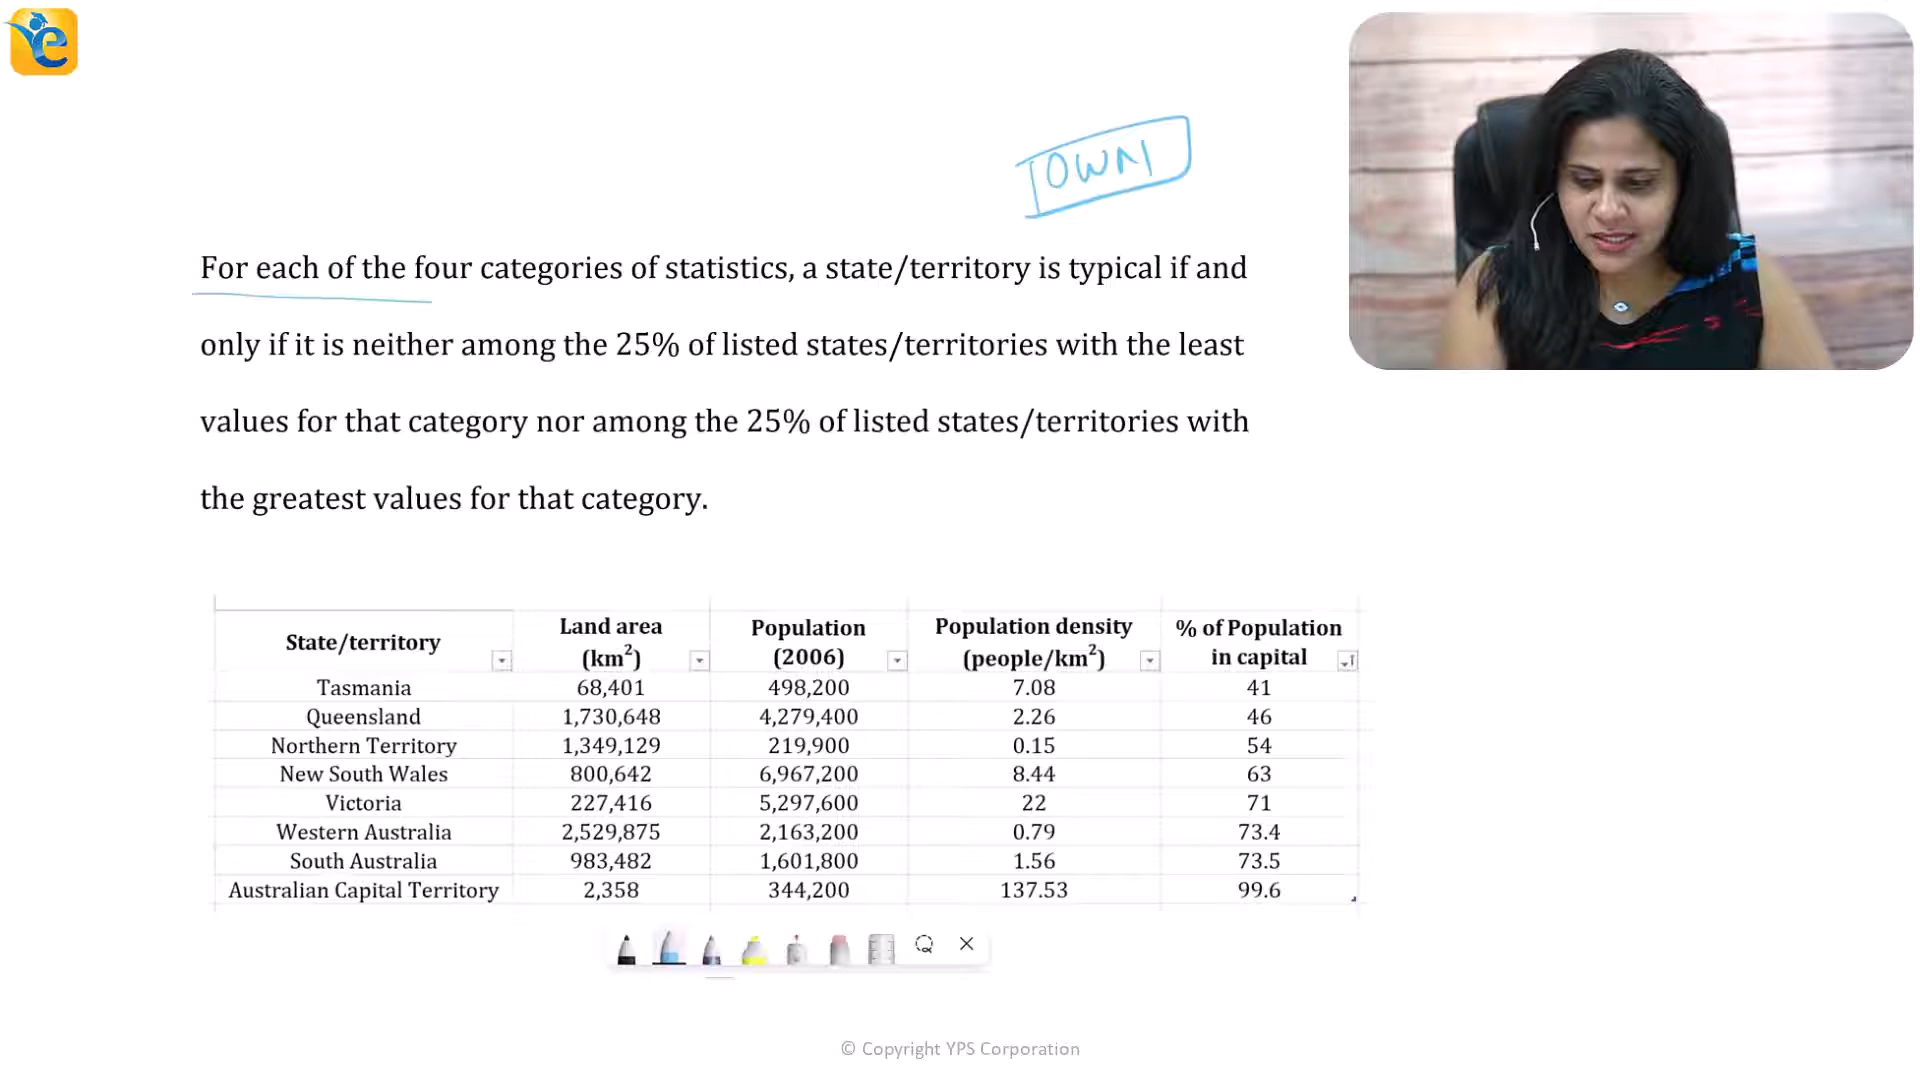 e
OWN
For each of the four categories of statistics, a state/territory is typical if and
only if it is neither among the 25% of listed states/territories with the least
values for that category nor among the 25% of listed states/territories with
the greatest values for that category.
State/territory Land area (km²) Population (2006) Population density (people/km²) % of Population in capital
Tasmania 68,401 498,200 7.08 41
Queensland 1,730,648 4,279,400 2.26 46
Northern Territory 1,349,129 219,900 0.15 54
New South Wales 800,642 6,967,200 8.44 63
Victoria 227,416 5,297,600 22 71
Western Australia 2,529,875 2,163,200 0.79 73.4
South Australia 983,482 1,601,800 1.56 73.5
Australian Capital Territory 2,358 344,200 137.53 99.6
© Copyright YPS Corporation